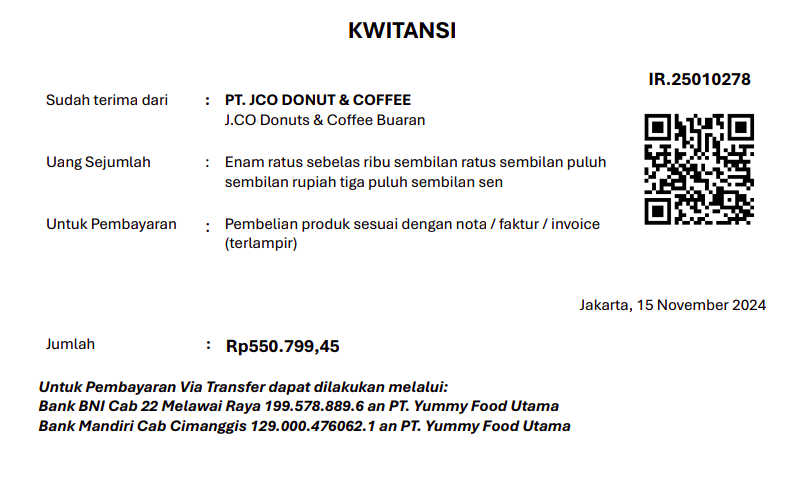 KWITANSI
IR.25010278
Sudah terima dari : PT. JCO DONUT & COFFEE
J.CO Donuts & Coffee Buaran
Uang Sejumlah : Enam ratus sebelas ribu sembilan ratus sembilan puluh
sembilan rupiah tiga puluh sembilan sen
Untuk Pembayaran : Pembelian produk sesuai dengan nota / faktur / invoice
(terlampir)
Jakarta, 15 November 2024
Jumlah : Rp550.799,45
Untuk Pembayaran Via Transfer dapat dilakukan melalui:
Bank BNI Cab 22 Melawai Raya 199.578.889.6 an PT. Yummy Food Utama
Bank Mandiri Cab Cimanggis 129.000.476062.1 an PT. Yummy Food Utama